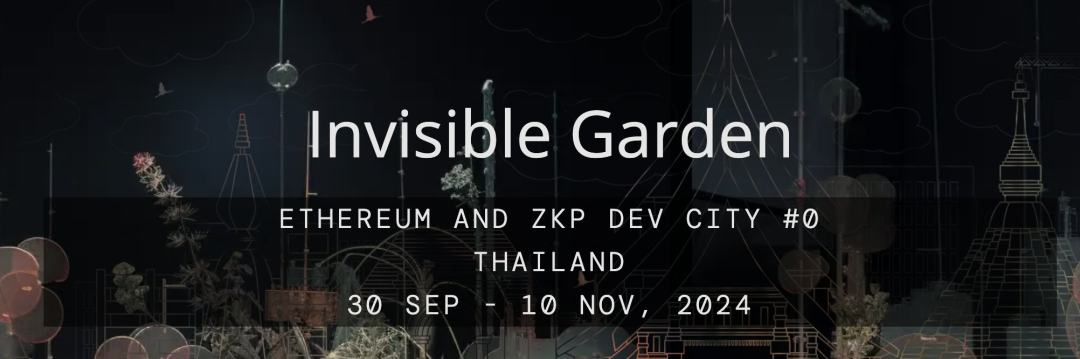 Invisible Garden
ETHEREUM AND ZKP DEV CITY #0
THAILAND
30 SEP - 10 NOV, 2024